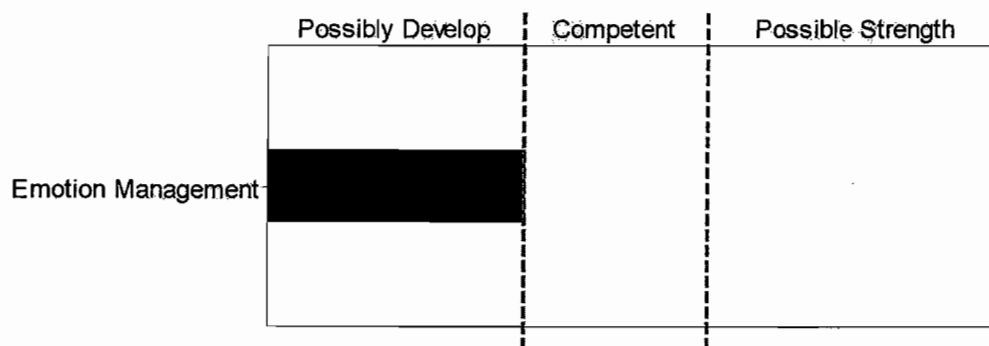 Possibly Develop Competent Possible Strength
Emotion Management